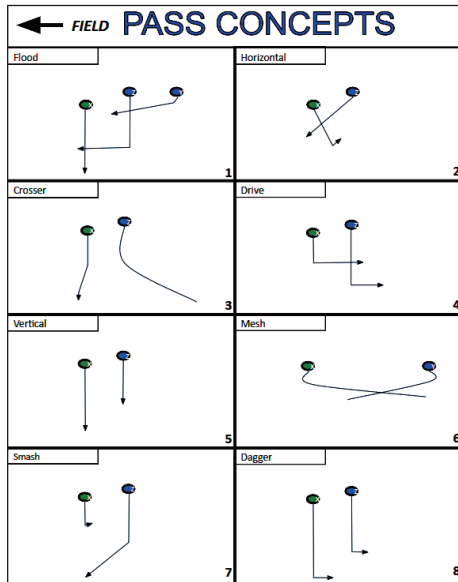 FIELD PASS CONCEPTS
Flood
1
Horizontal
2
Crosser
3
Drive
4
Vertical
5
Mesh
6
Smash
7
Dagger
8